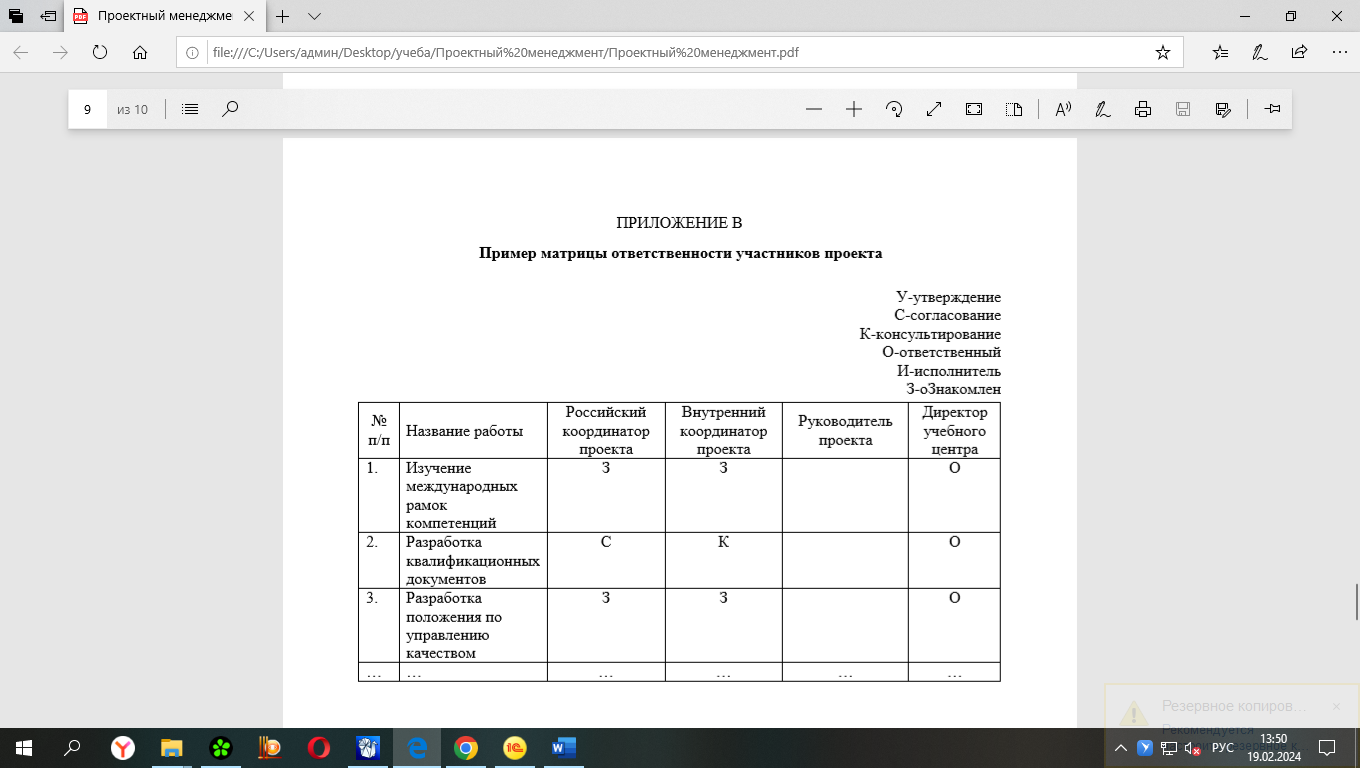 Проектный менеджме
file:///C:/Users/админ/Desktop/учеба/Проектный%20менеджмент/Проектный%20менеджмент.pdf
9 из 10
ПРИЛОЖЕНИЕ В
Пример матрицы ответственности участников проекта
У-утверждение
С-согласование
К-консультирование
О-ответственный
И-исполнитель
З-оЗнакомлен
№ п/п Название работы Российский координатор проекта Внутренний координатор проекта Руководитель проекта Директор учебного центра
1. Изучение международных рамок компетенций З З О
2. Разработка квалификационных документов С К О
3. Разработка положения по управлению качеством З З О
… … … … … …
Резервное копиров...
Рекомендуется
РУС
13:50
19.02.2024